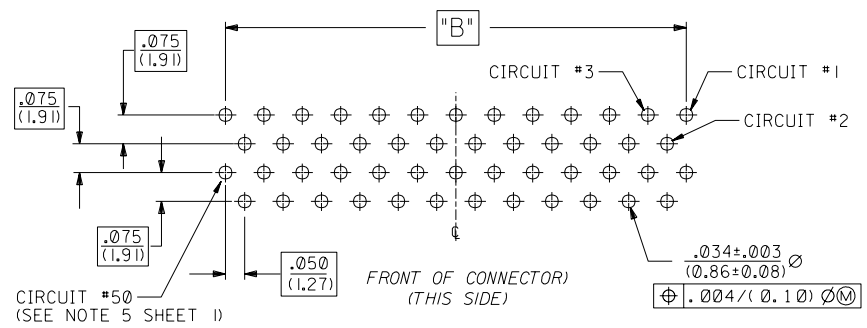 "B"
.075
(1.91)
CIRCUIT #3
CIRCUIT #1
.075
(1.91)
CIRCUIT #2
.075
(1.91)
.050
(1.27)
FRONT OF CONNECTOR)
(THIS SIDE)
.034±.003
(0.86±0.08) Ø
⌖ .004/(0.10) Ø Ⓜ
CIRCUIT #50
(SEE NOTE 5 SHEET 1)
℄